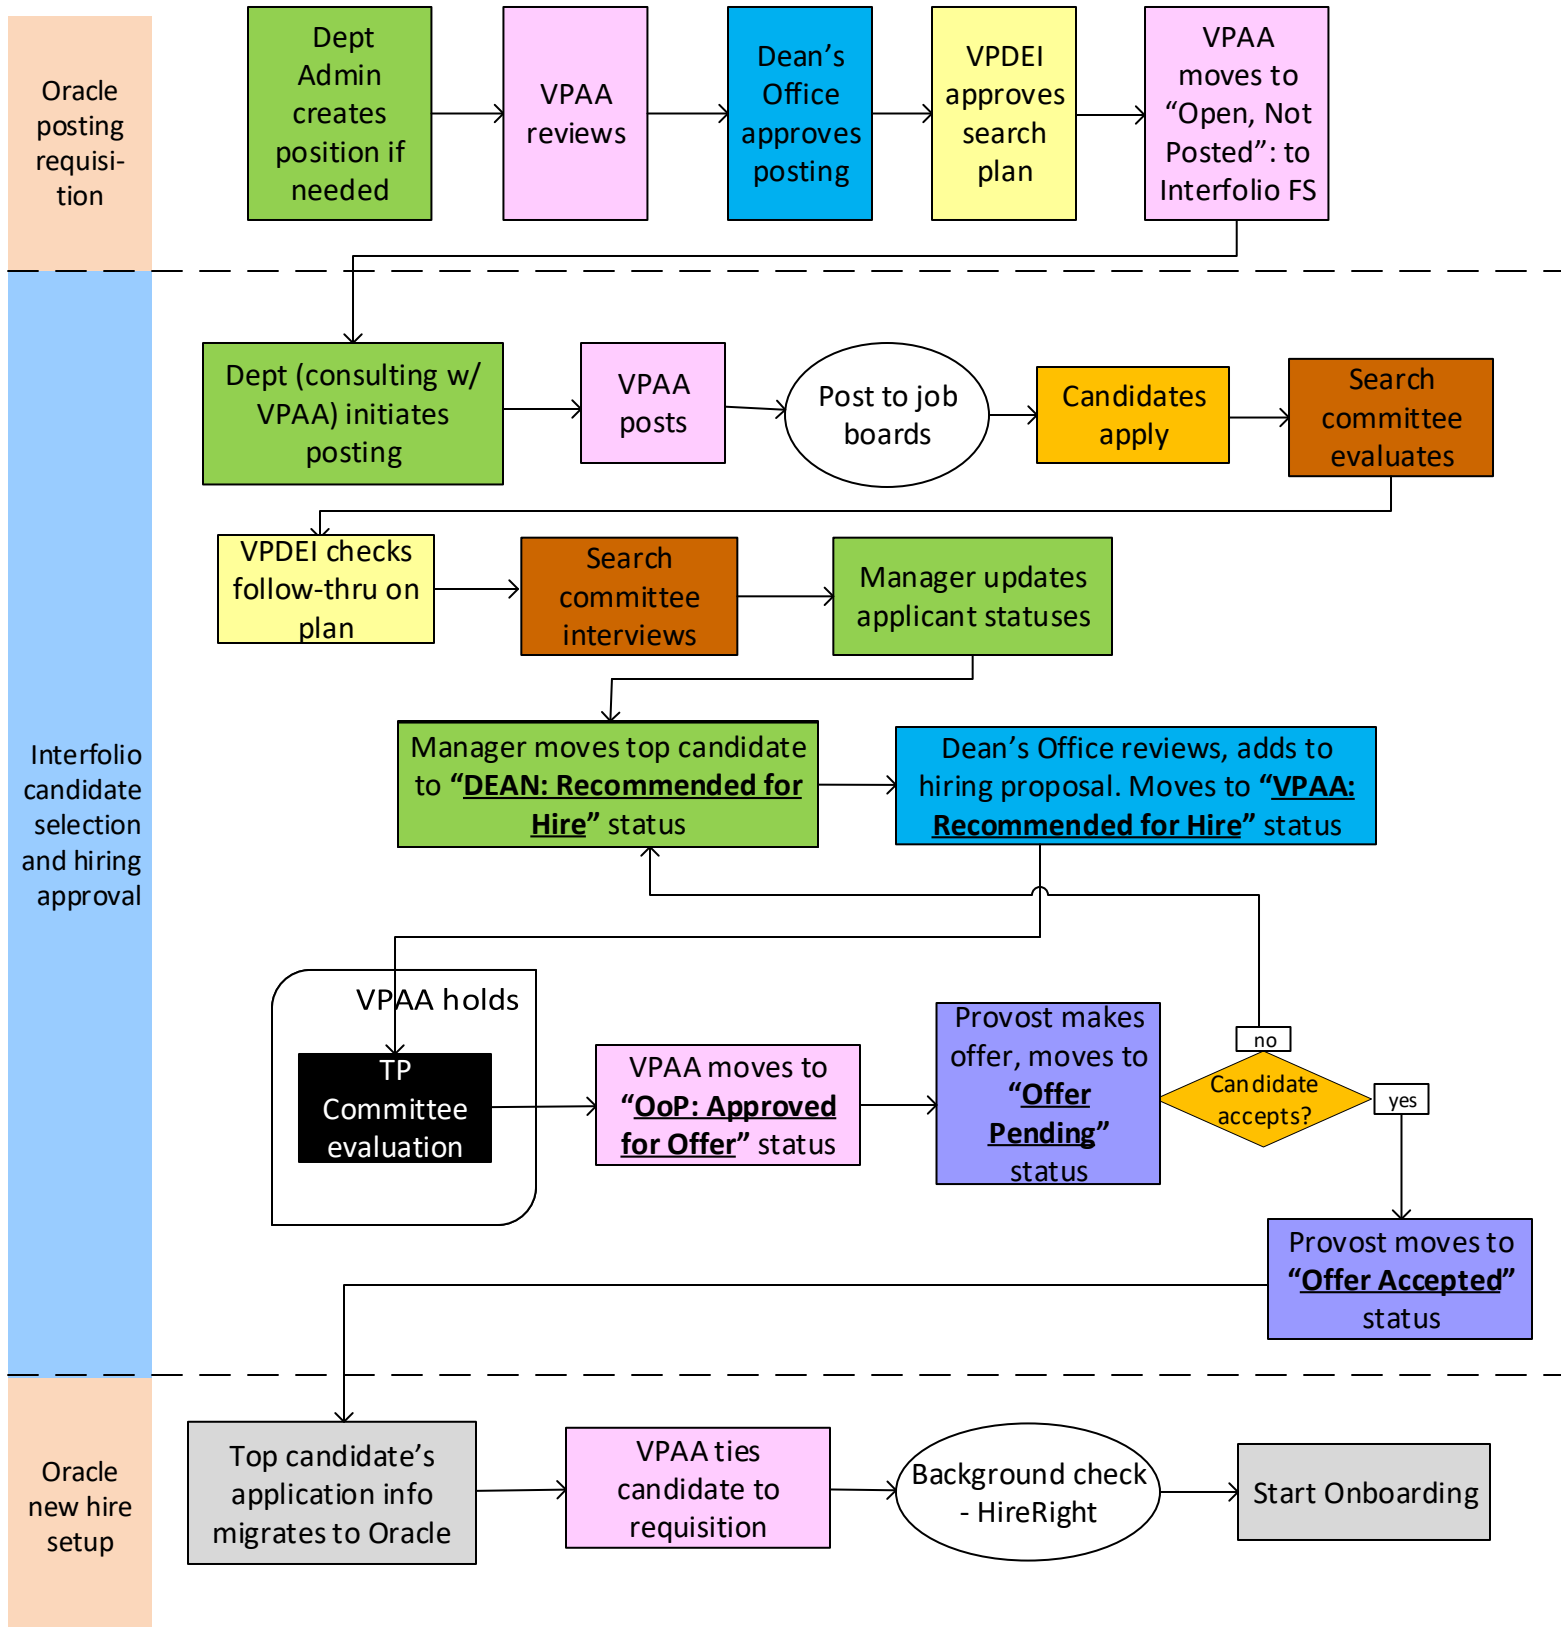 Oracle
posting
requisi-
tion
Dept
Admin
creates
position if
needed
VPAA
reviews
Dean’s
Office
approves
posting
VPDEI
approves
search
plan
VPAA
moves to
“Open, Not
Posted”: to
Interfolio FS
Interfolio
candidate
selection
and hiring
approval
Dept (consulting w/
VPAA) initiates
posting
VPAA
posts
Post to job
boards
Candidates
apply
Search
committee
evaluates
VPDEI checks
follow-thru on
plan
Search
committee
interviews
Manager updates
applicant statuses
Manager moves top candidate
to “DEAN: Recommended for
Hire” status
Dean’s Office reviews, adds to
hiring proposal. Moves to “VPAA:
Recommended for Hire” status
VPAA holds
TP
Committee
evaluation
VPAA moves to
“OoP: Approved
for Offer” status
Provost makes
offer, moves to
“Offer
Pending”
status
no
Candidate
accepts?
yes
Provost moves to
“Offer Accepted”
status
Oracle
new hire
setup
Top candidate’s
application info
migrates to Oracle
VPAA ties
candidate to
requisition
Background check
- HireRight
Start Onboarding